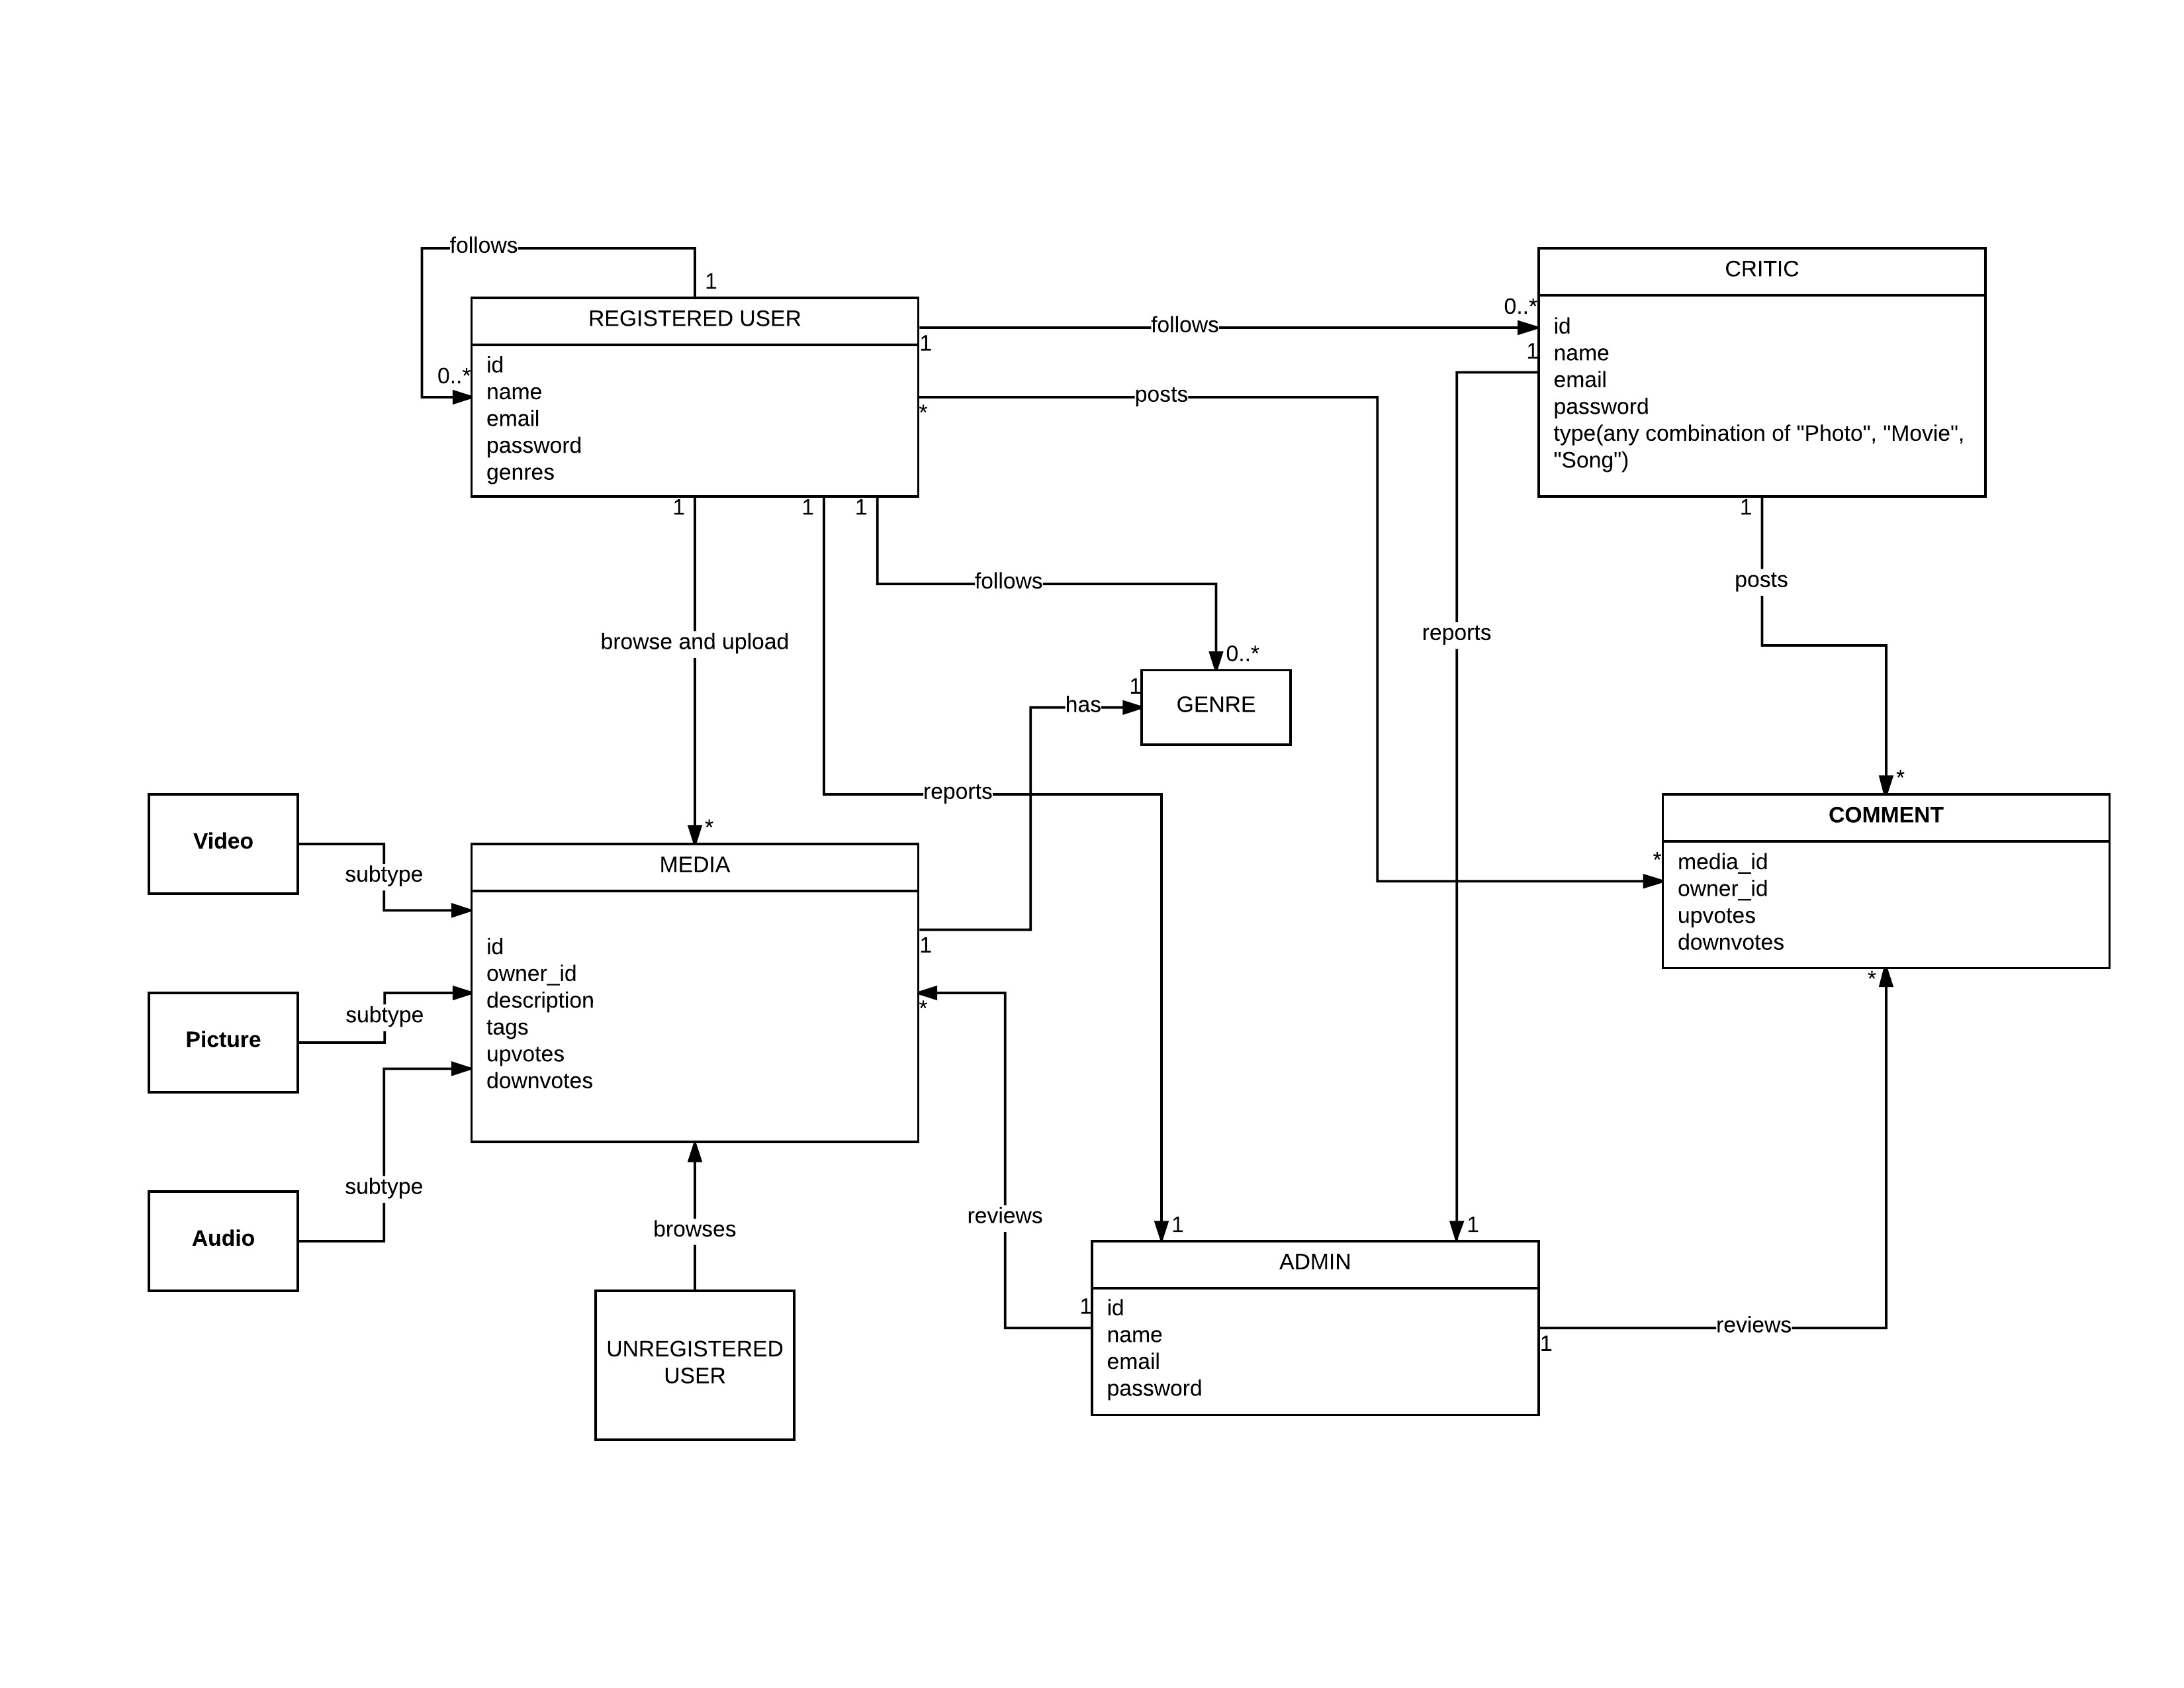 follows
1
REGISTERED USER
0..*
id
name
email
password
genres
1
follows
0..*
CRITIC
id
name
email
password
type(any combination of "Photo", "Movie",
"Song")
1
*
posts
1
1
1
1
follows
0..*
browse and upload
reports
posts
1
has
GENRE
reports
*
*
*
COMMENT
media_id
owner_id
upvotes
downvotes
*
Video
subtype
Picture
subtype
Audio
subtype
MEDIA
id
owner_id
description
tags
upvotes
downvotes
1
*
browses
UNREGISTERED
USER
reviews
1
1
1
ADMIN
id
name
email
password
1
reviews